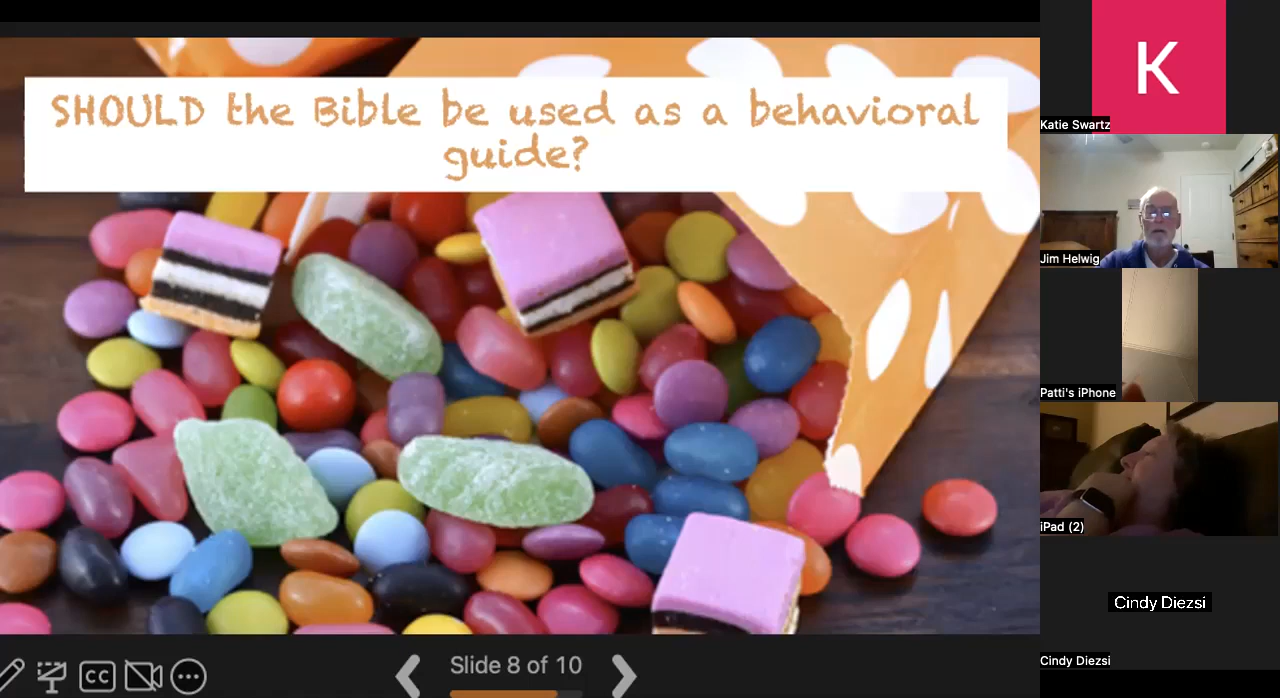 SHOULD the Bible be used as a behavioral
guide?
K
Katie Swartz
Jim Helwig
Patti's iPhone
iPad (2)
Cindy Diezsi
Cindy Diezsi
CC
Slide 8 of 10